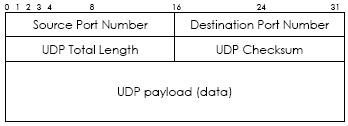 0 1 2 3 4 8 16 24 31
Source Port Number Destination Port Number
UDP Total Length UDP Checksum
UDP payload (data)